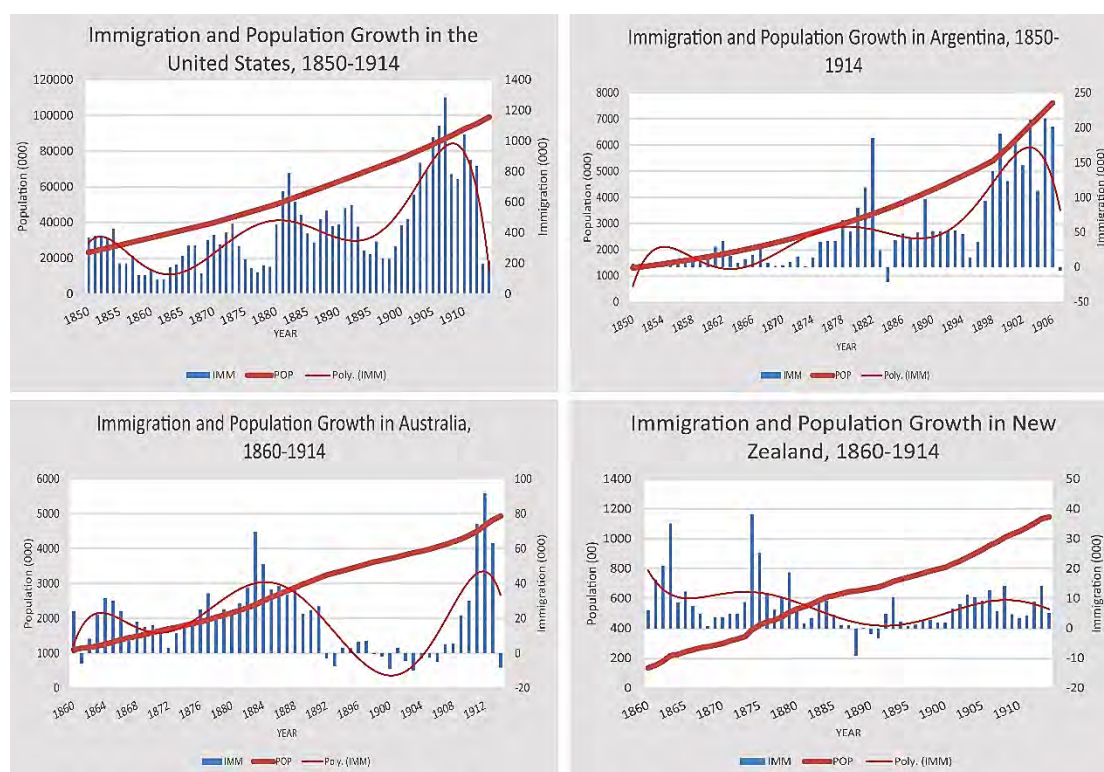 Immigration and Population Growth in the
United States, 1850-1914
120000
100000
80000
60000
40000
20000
0
Population (000)
1400
1200
1000
800
600
400
200
0
Immigration (000)
1850 1855 1860 1865 1870 1875 1880 1885 1890 1895 1900 1905 1910
YEAR
IMM POP Poly. (IMM)
Immigration and Population Growth in Argentina, 1850-
1914
8000
7000
6000
5000
4000
3000
2000
1000
0
Population (000)
250
200
150
100
50
0
-50
Immigration (000)
1850 1854 1858 1862 1866 1870 1874 1878 1882 1886 1890 1894 1898 1902 1906
YEAR
IMM POP Poly. (IMM)
Immigration and Population Growth in Australia,
1860-1914
6000
5000
4000
3000
2000
1000
0
Population (000)
100
80
60
40
20
0
-20
Immigration (000)
1860 1864 1868 1872 1876 1880 1884 1888 1892 1896 1900 1904 1908 1912
YEAR
IMM POP Poly. (IMM)
Immigration and Population Growth in New
Zealand, 1860-1914
1400
1200
1000
800
600
400
200
0
Population (00)
50
40
30
20
10
0
-10
-20
Immigration (000)
1860 1865 1870 1875 1880 1885 1890 1895 1900 1905 1910
YEAR
IMM POP Poly. (IMM)